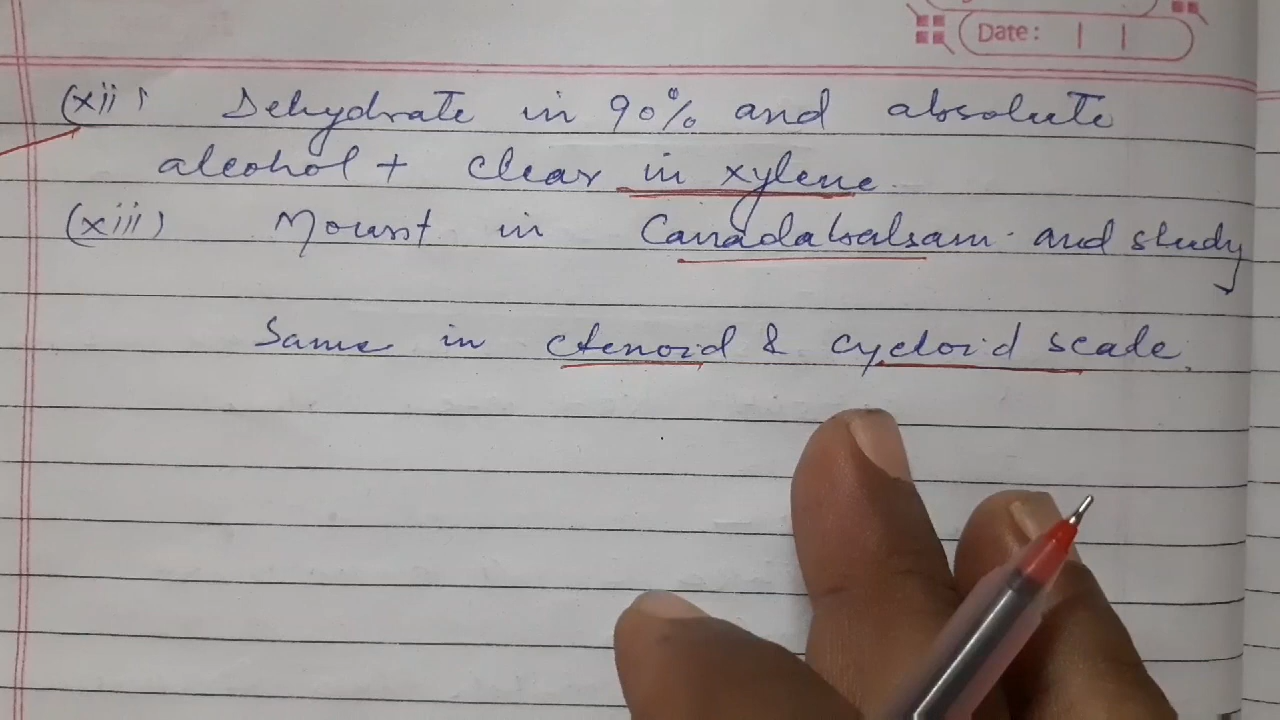 Date:
(xii) Dehydrate in 90% and absolute
alcohol + clear in xylene.
(xiii) Mount in Canadabalsam. and study
Same in ctenoid & cycloid scale.